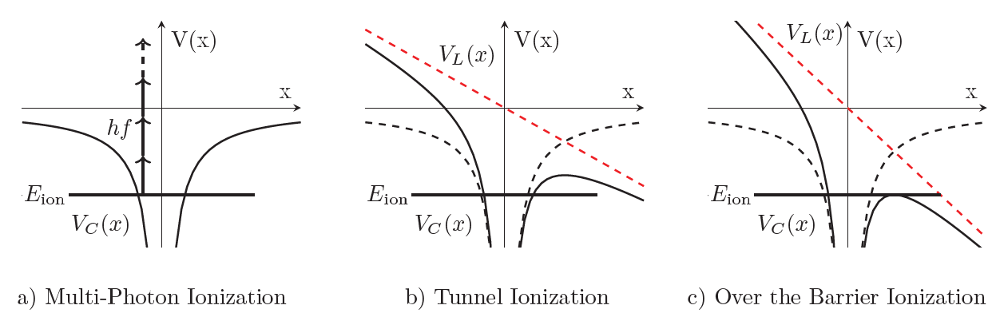 V(x)
x
hf
E_ion
V_C(x)
a) Multi-Photon Ionization
V_L(x)
V(x)
x
E_ion
V_C(x)
b) Tunnel Ionization
V_L(x)
V(x)
x
E_ion
V_C(x)
c) Over the Barrier Ionization